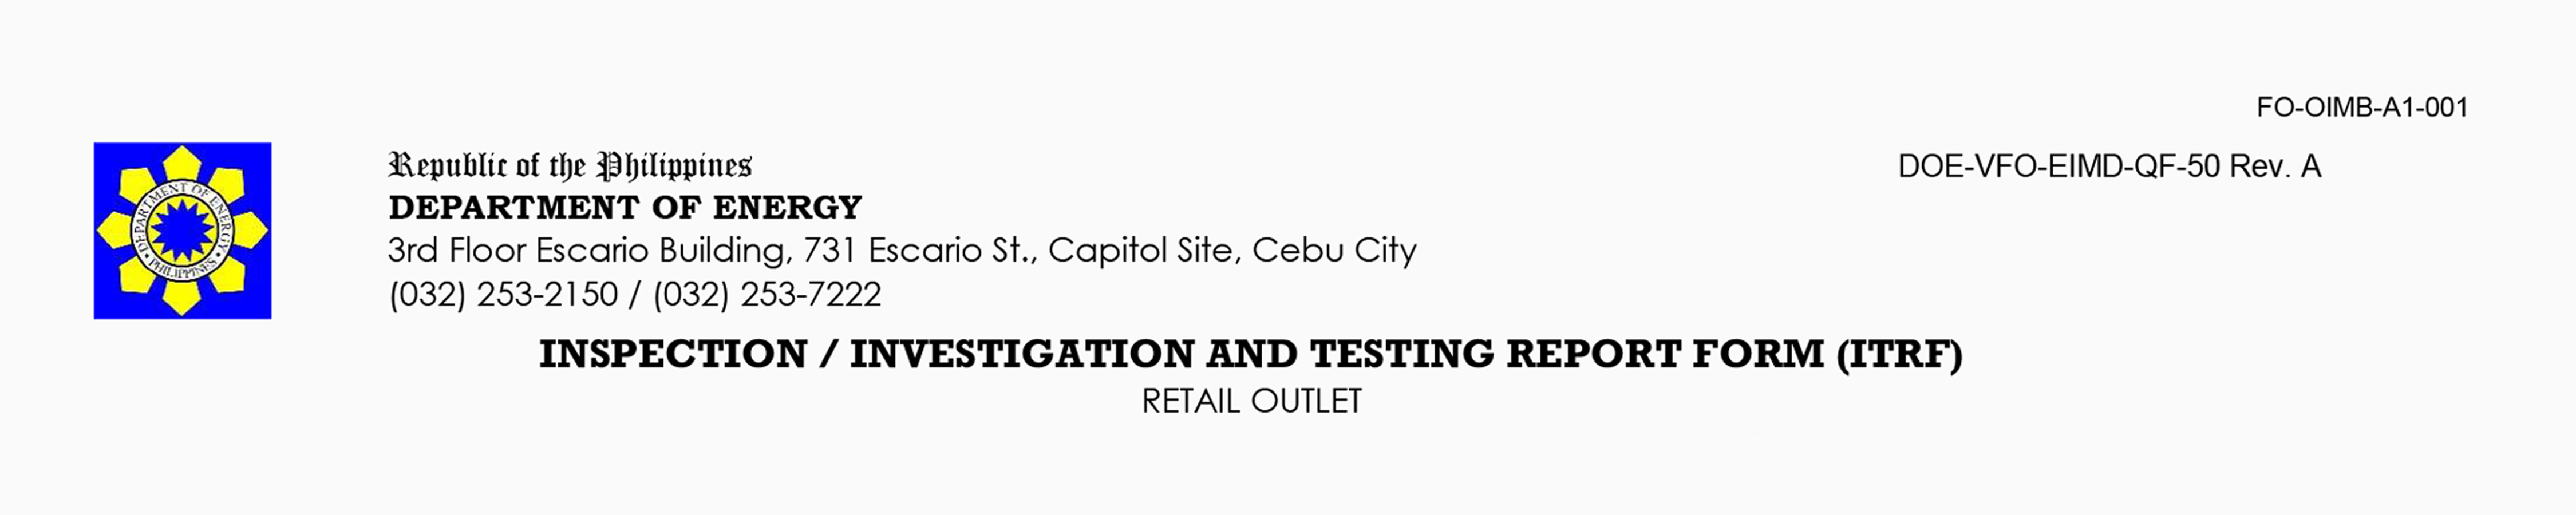 FO-OIMB-A1-001
Republic of the Philippines
DOE-VFO-EIMD-QF-50 Rev. A
DEPARTMENT OF ENERGY
3rd Floor Escario Building, 731 Escario St., Capitol Site, Cebu City
(032) 253-2150 / (032) 253-7222
INSPECTION / INVESTIGATION AND TESTING REPORT FORM (ITRF)
RETAIL OUTLET
DEPARTMENT OF ENERGY
PHILIPPINES